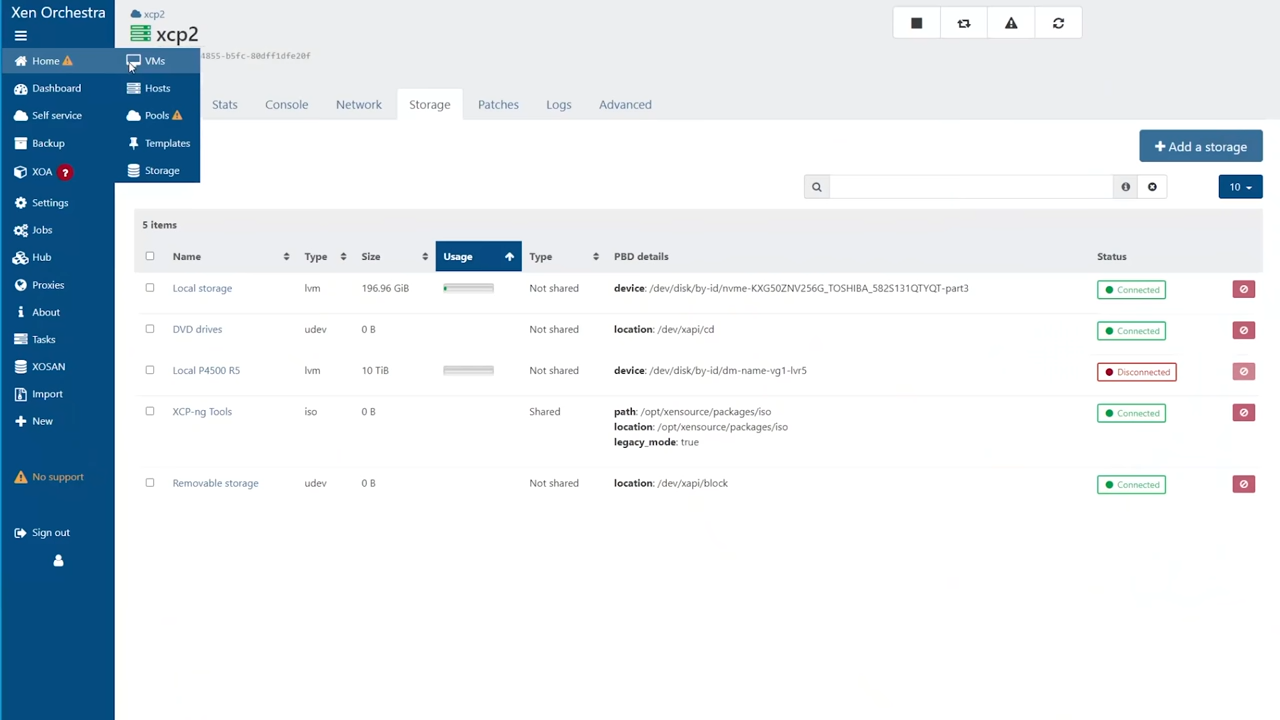 Xen Orchestra
Home
Dashboard
Self service
Backup
XOA ?
Settings
Jobs
Hub
Proxies
About
Tasks
XOSAN
Import
New
No support
Sign out
VMs
Hosts
Pools
Templates
Storage
xcp2
xcp2
4855-b5fc-80dff1dfe20f
Stats Console Network Storage Patches Logs Advanced
Add a storage
10
5 items
Name Type Size Usage Type PBD details Status
Local storage lvm 196.96 GiB Not shared device: /dev/disk/by-id/nvme-KXG50ZNV256G_TOSHIBA_582S131QTYQT-part3 Connected
DVD drives udev 0 B Not shared location: /dev/xapi/cd Connected
Local P4500 R5 lvm 10 TiB Not shared device: /dev/disk/by-id/dm-name-vg1-lvr5 Disconnected
XCP-ng Tools iso 0 B Shared path: /opt/xensource/packages/iso Connected
location: /opt/xensource/packages/iso
legacy_mode: true
Removable storage udev 0 B Not shared location: /dev/xapi/block Connected